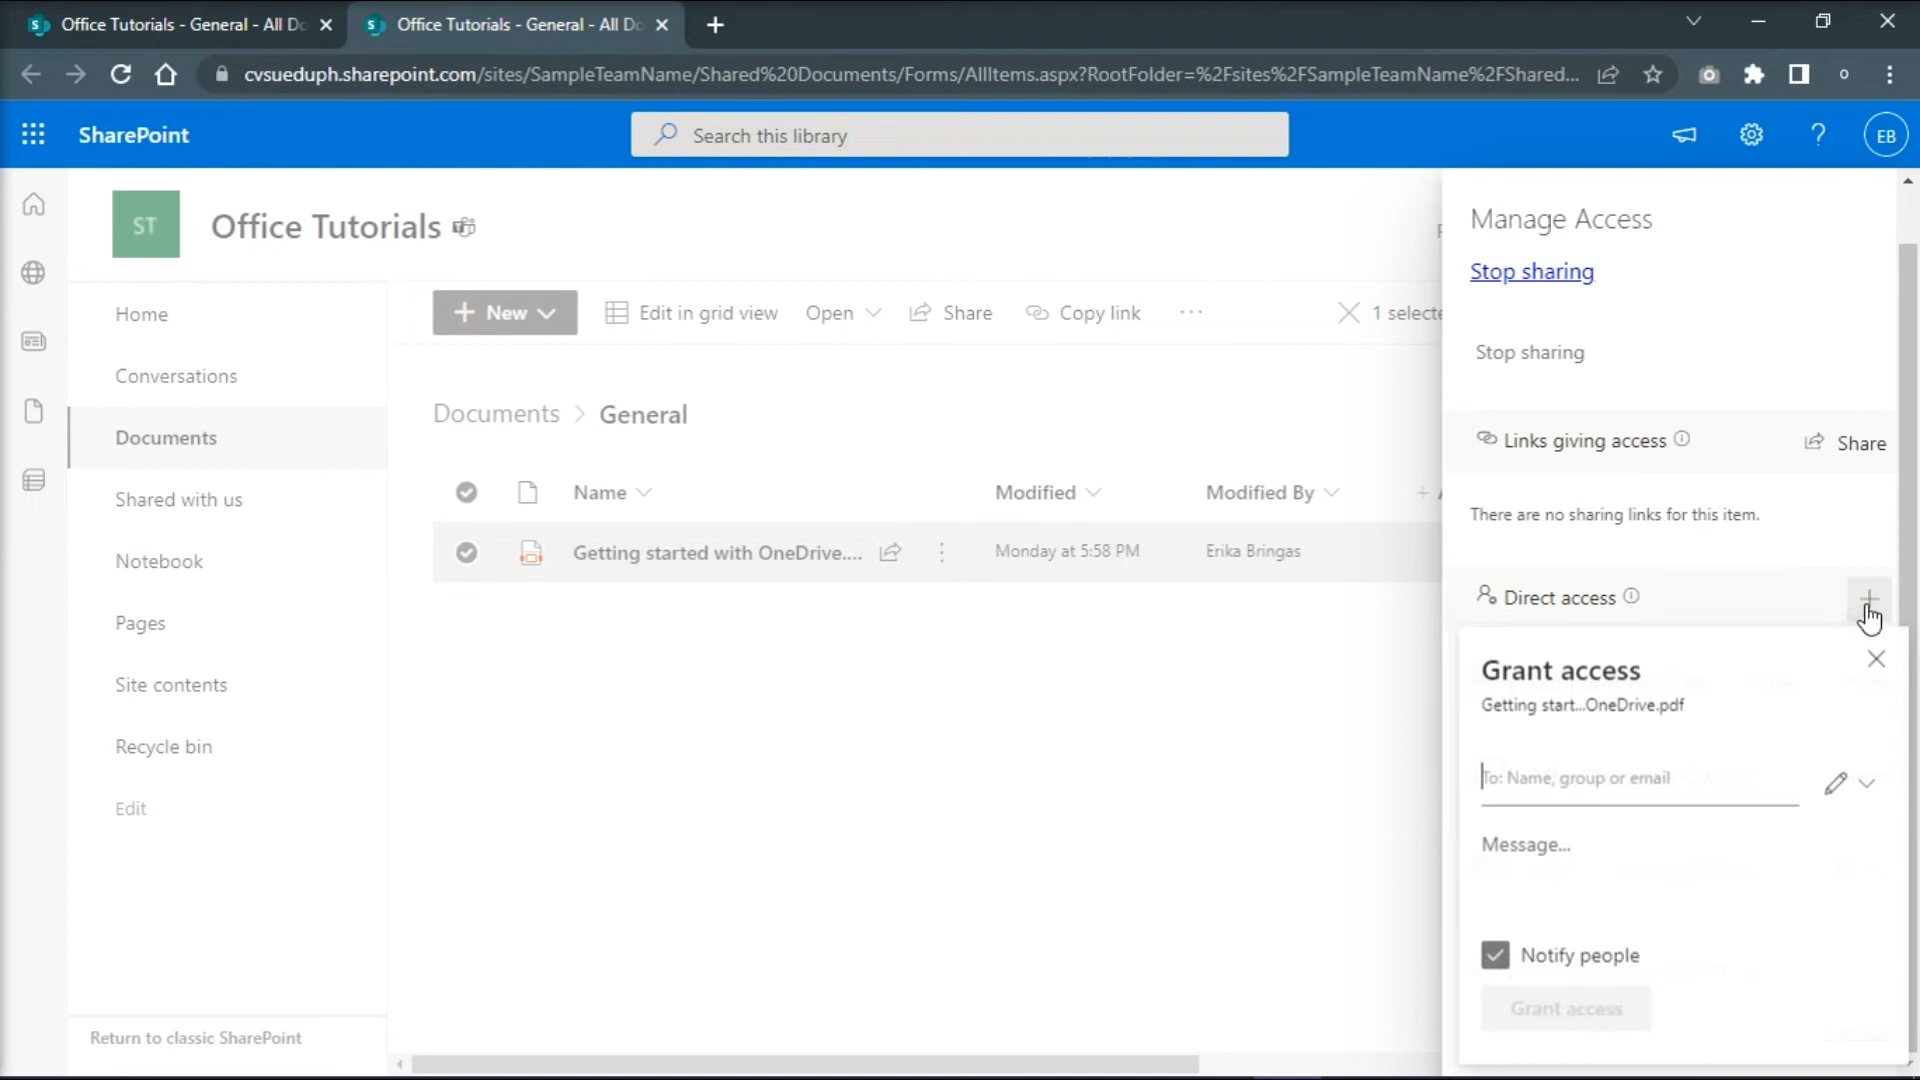 Office Tutorials - General - All Do
Office Tutorials - General - All Do
cvsueduph.sharepoint.com/sites/SampleTeamName/Shared%20Documents/Forms/AllItems.aspx?RootFolder=%2Fsites%2FSampleTeamName%2FShared...
SharePoint
Search this library
EB
ST
Office Tutorials
Home
Conversations
Documents
Shared with us
Notebook
Pages
Site contents
Recycle bin
Edit
Return to classic SharePoint
New
Edit in grid view
Open
Share
Copy link
1 selecte
Documents > General
Name
Modified
Modified By
Getting started with OneDrive....
Monday at 5:58 PM
Erika Bringas
Manage Access
Stop sharing
Stop sharing
Links giving access
Share
There are no sharing links for this item.
Direct access
Grant access
Getting start...OneDrive.pdf
To: Name, group or email
Message...
Notify people
Grant access